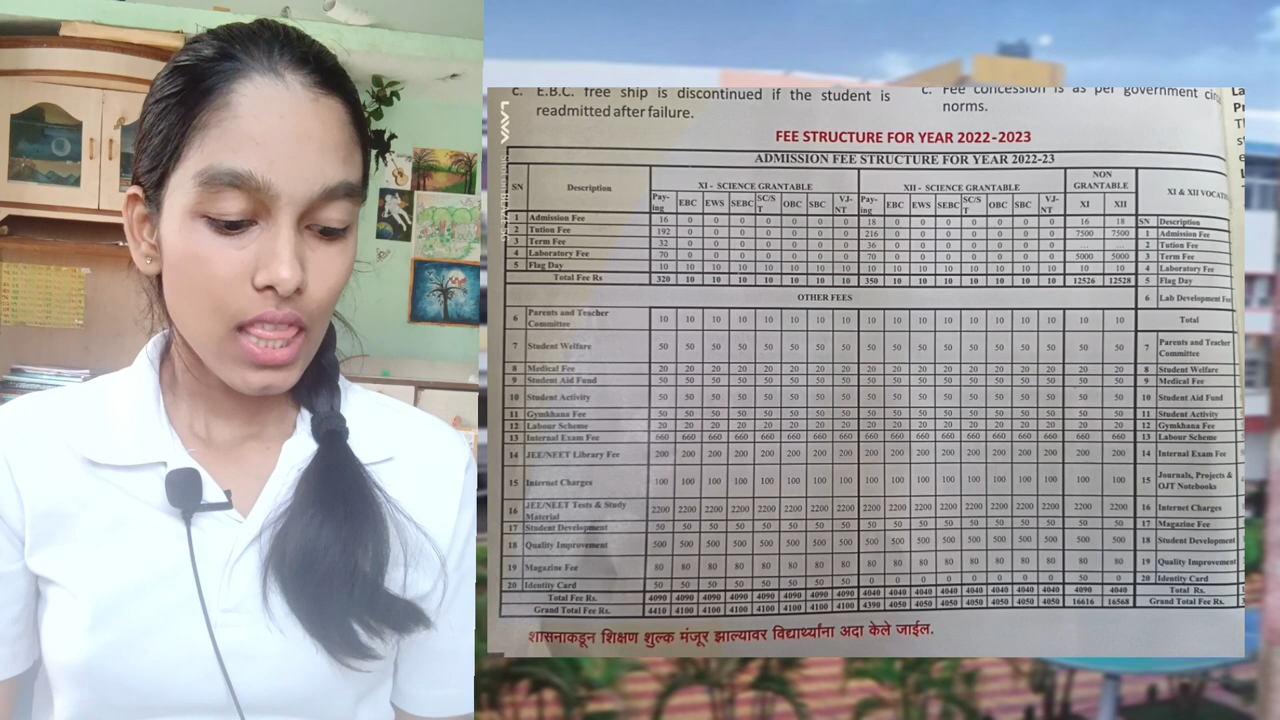 C. E.B.C. free ship is discontinued if the student is
readmitted after failure.
C. Fee concession is as per government
norms.
FEE STRUCTURE FOR YEAR 2022-2023
ADMISSION FEE STRUCTURE FOR YEAR 2022-23
SN Description XI - SCIENCE GRANTABLE XII - SCIENCE GRANTABLE NON GRANTABLE XI & XII
Pay-ing EBC EWS SEBC SC/ST OBC SBC VJ-NT Pay-ing EBC EWS SEBC SC/ST OBC SBC VJ-NT XI XII SN Description
1 Admission Fee 16 0 0 0 0 0 0 0 18 0 0 0 0 0 0 0 16 18 1 Admission Fee
2 Tution Fee 192 0 0 0 0 0 0 0 216 0 0 0 0 0 0 0 7500 7500 2 Tution Fee
3 Term Fee 32 0 0 0 0 0 0 0 36 0 0 0 0 0 0 0 .... .... 3 Term Fee
4 Laboratory Fee 70 0 0 0 0 0 0 0 70 0 0 0 0 0 0 0 5000 5000 4 Laboratory Fee
5 Flag Day 10 10 10 10 10 10 10 10 10 10 10 10 10 10 10 10 10 10 5 Flag Day
Total Fee Rs 320 10 10 10 10 10 10 10 350 10 10 10 10 10 10 10 12526 12528
OTHER FEES 6 Lab Development
6 Parents and Teacher Committee 10 10 10 10 10 10 10 10 10 10 10 10 10 10 10 10 10 10 Total
7 Student Welfare 50 50 50 50 50 50 50 50 50 50 50 50 50 50 50 50 50 50 7 Parents and Teacher Committee
8 Medical Fee 20 20 20 20 20 20 20 20 20 20 20 20 20 20 20 20 20 20 8 Student Welfare
9 Student Aid Fund 50 50 50 50 50 50 50 50 50 50 50 50 50 50 50 50 50 50 9 Medical Fee
10 Student Activity 50 50 50 50 50 50 50 50 50 50 50 50 50 50 50 50 50 50 10 Student Aid Fund
11 Gymkhana Fee 50 50 50 50 50 50 50 50 50 50 50 50 50 50 50 50 50 50 11 Student Activity
12 Labour Scheme 20 20 20 20 20 20 20 20 20 20 20 20 20 20 20 20 20 20 12 Gymkhana Fee
13 Internal Exam Fee 660 660 660 660 660 660 660 660 660 660 660 660 660 660 660 660 660 660 13 Labour Scheme
14 JEE/NEET Library Fee 200 200 200 200 200 200 200 200 200 200 200 200 200 200 200 200 200 200 14 Internal Exam Fee
15 Internet Charges 100 100 100 100 100 100 100 100 100 100 100 100 100 100 100 100 100 100 15 Journals, Projects & OJT Notebooks
16 JEE/NEET Tests & Study Material 2200 2200 2200 2200 2200 2200 2200 2200 2200 2200 2200 2200 2200 2200 2200 2200 2200 2200 16 Internet Charges
17 Student Development 50 50 50 50 50 50 50 50 50 50 50 50 50 50 50 50 50 50 17 Magazine Fee
18 Quality Improvement 500 500 500 500 500 500 500 500 500 500 500 500 500 500 500 500 500 500 18 Student Development
19 Magazine Fee 80 80 80 80 80 80 80 80 80 80 80 80 80 80 80 80 80 80 19 Quality Improvement
20 Identity Card 50 50 50 50 50 50 50 50 0 0 0 0 0 0 0 0 50 0 20 Identity Card
Total Fee Rs. 4090 4090 4090 4090 4090 4090 4090 4090 4040 4040 4040 4040 4040 4040 4040 4040 4090 4040 Total Rs.
Grand Total Fee Rs. 4410 4100 4100 4100 4100 4100 4100 4100 4390 4050 4050 4050 4050 4050 4050 4050 16616 16568 Grand Total Fee Rs.
शासनाकडून शिक्षण शुल्क मंजूर झाल्यावर विद्यार्थ्यांना अदा केले जाईल.
LAVA